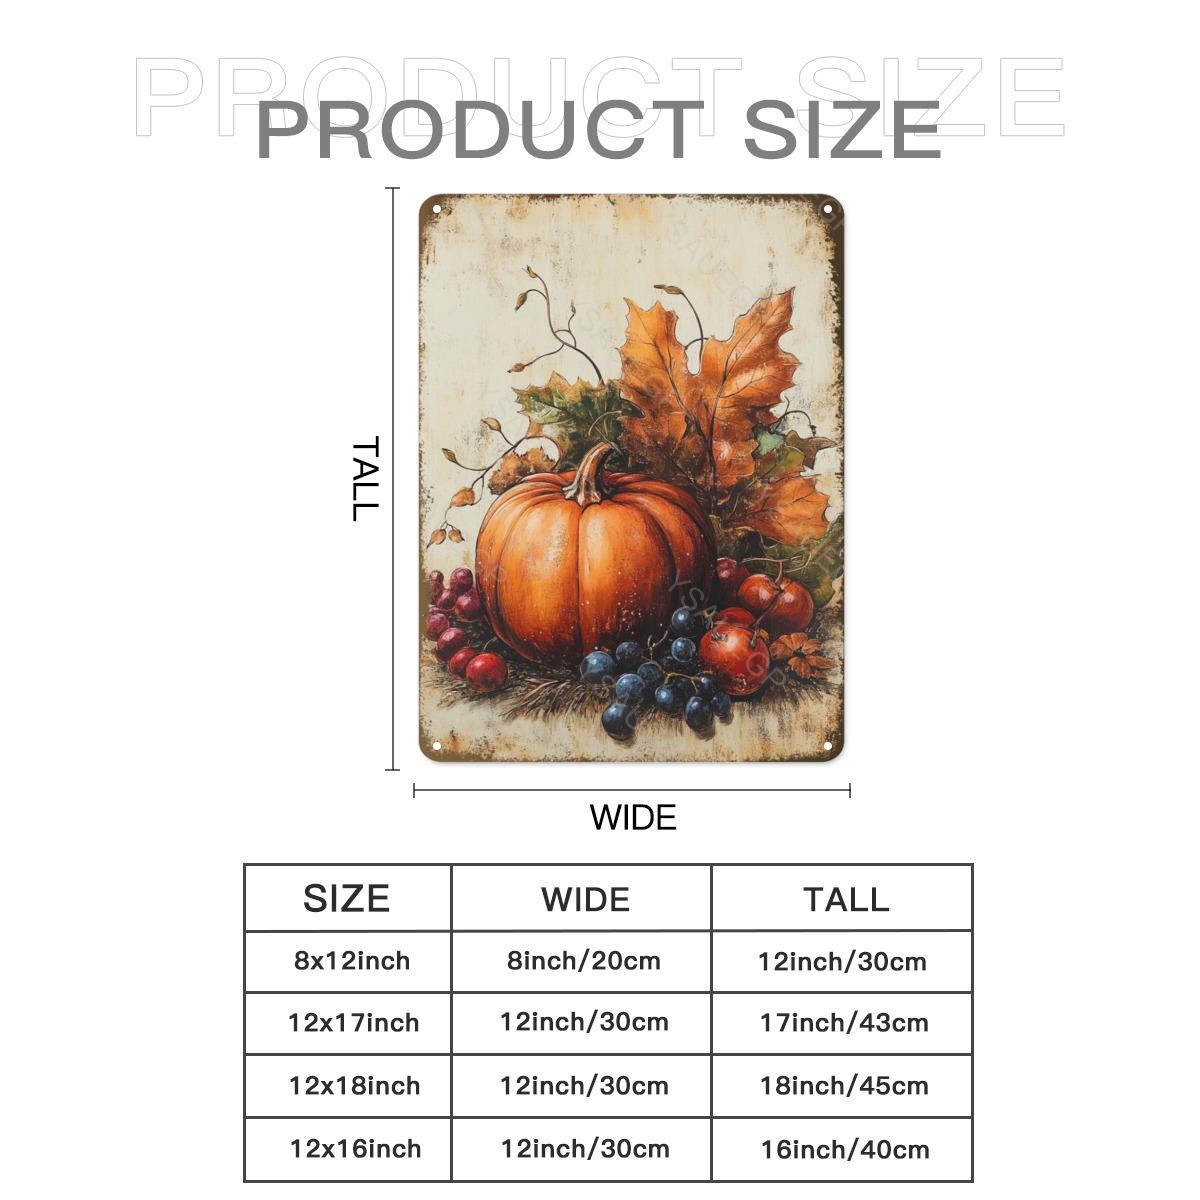 PRODUCT SIZE
PRODUCT SIZE
TALL
YSAUEGP
WIDE
SIZE WIDE TALL
8x12inch 8inch/20cm 12inch/30cm
12x17inch 12inch/30cm 17inch/43cm
12x18inch 12inch/30cm 18inch/45cm
12x16inch 12inch/30cm 16inch/40cm